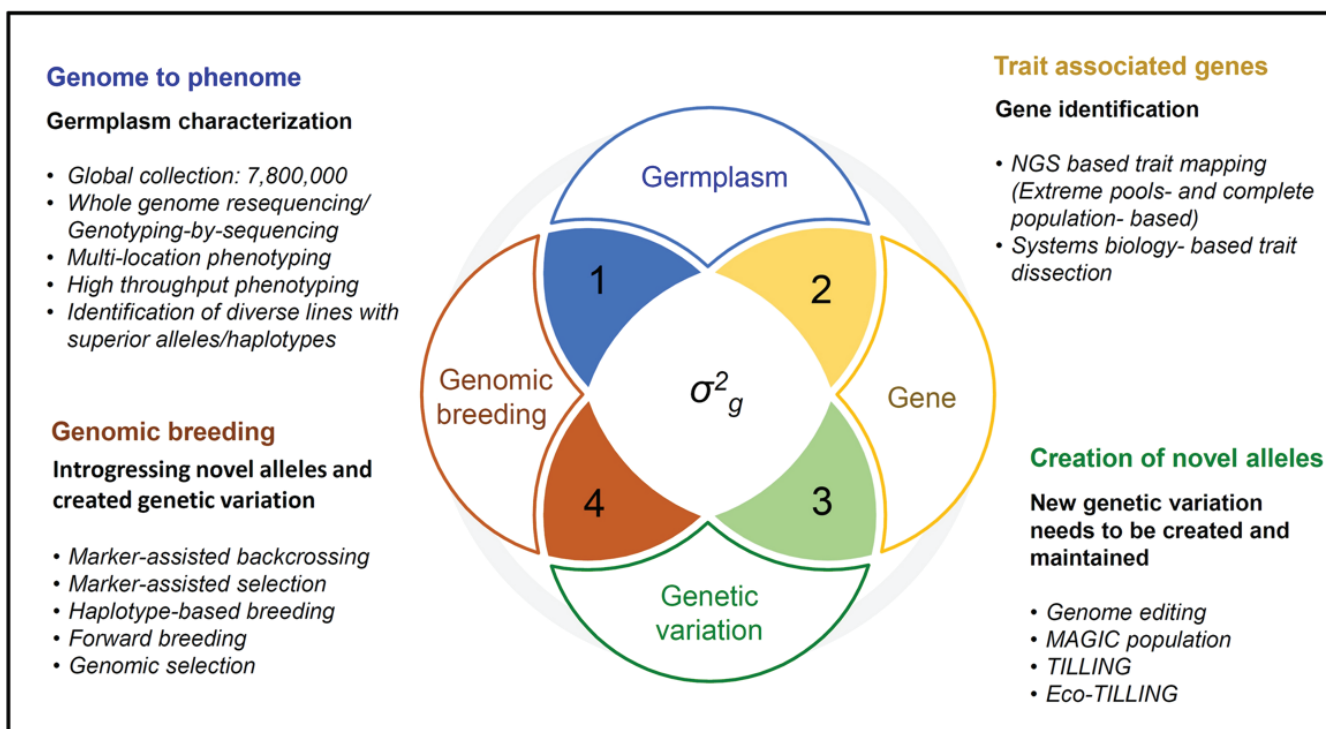 Genome to phenome
Germplasm characterization
• Global collection: 7,800,000
• Whole genome resequencing/
Genotyping-by-sequencing
• Multi-location phenotyping
• High throughput phenotyping
• Identification of diverse lines with
superior alleles/haplotypes
Trait associated genes
Gene identification
• NGS based trait mapping
(Extreme pools- and complete
population- based)
• Systems biology- based trait
dissection
Germplasm
1
2
Genomic
breeding
σ²g
Gene
4
3
Genetic
variation
Genomic breeding
Introgressing novel alleles and
created genetic variation
• Marker-assisted backcrossing
• Marker-assisted selection
• Haplotype-based breeding
• Forward breeding
• Genomic selection
Creation of novel alleles
New genetic variation
needs to be created and
maintained
• Genome editing
• MAGIC population
• TILLING
• Eco-TILLING